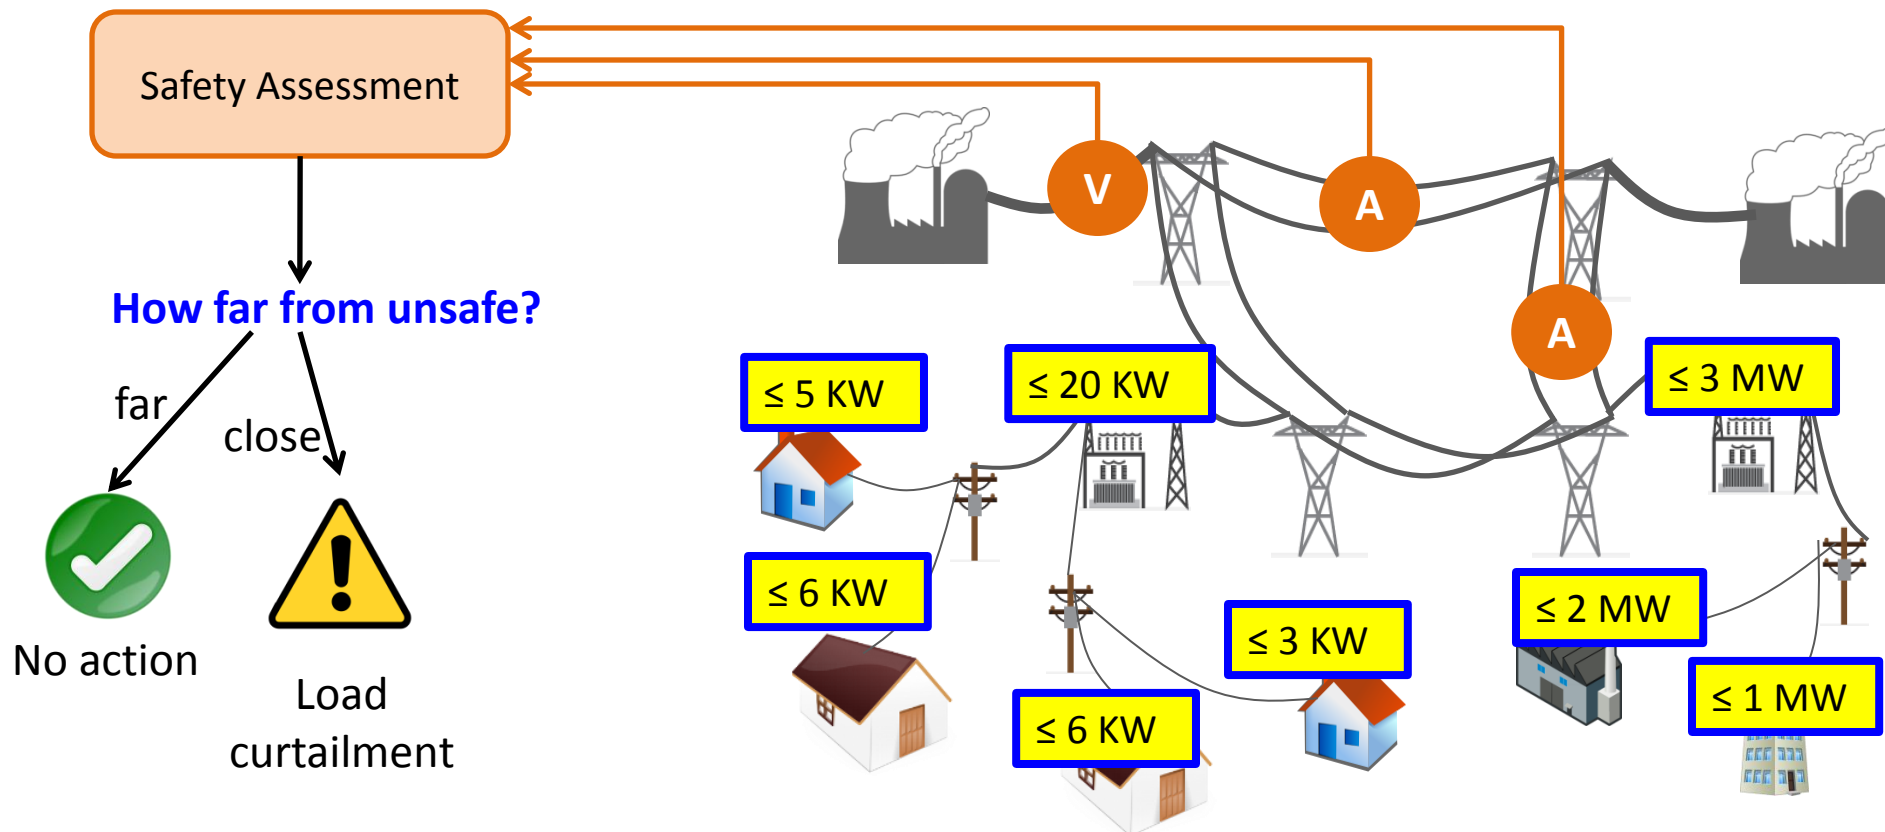 Safety Assessment
How far from unsafe?
far
close
No action
Load
curtailment
V
A
A
≤ 5 KW
≤ 20 KW
≤ 3 MW
≤ 6 KW
≤ 3 KW
≤ 2 MW
≤ 6 KW
≤ 1 MW